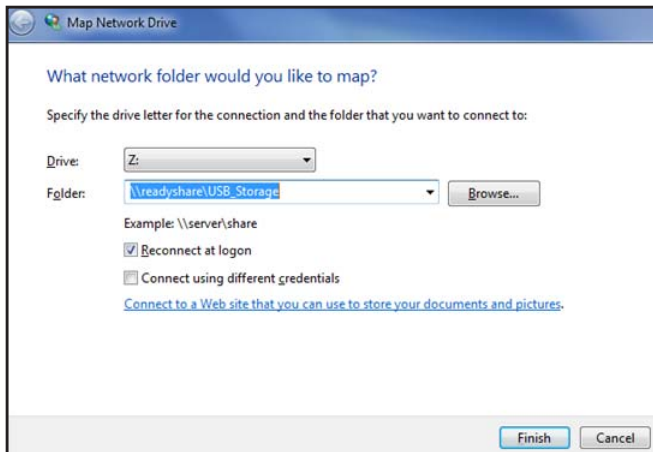 Map Network Drive
What network folder would you like to map?
Specify the drive letter for the connection and the folder that you want to connect to:
Drive: Z:
Folder: \\readyshare\USB_Storage Browse...
Example: \\server\share
Reconnect at logon
Connect using different credentials
Connect to a Web site that you can use to store your documents and pictures.
Finish Cancel